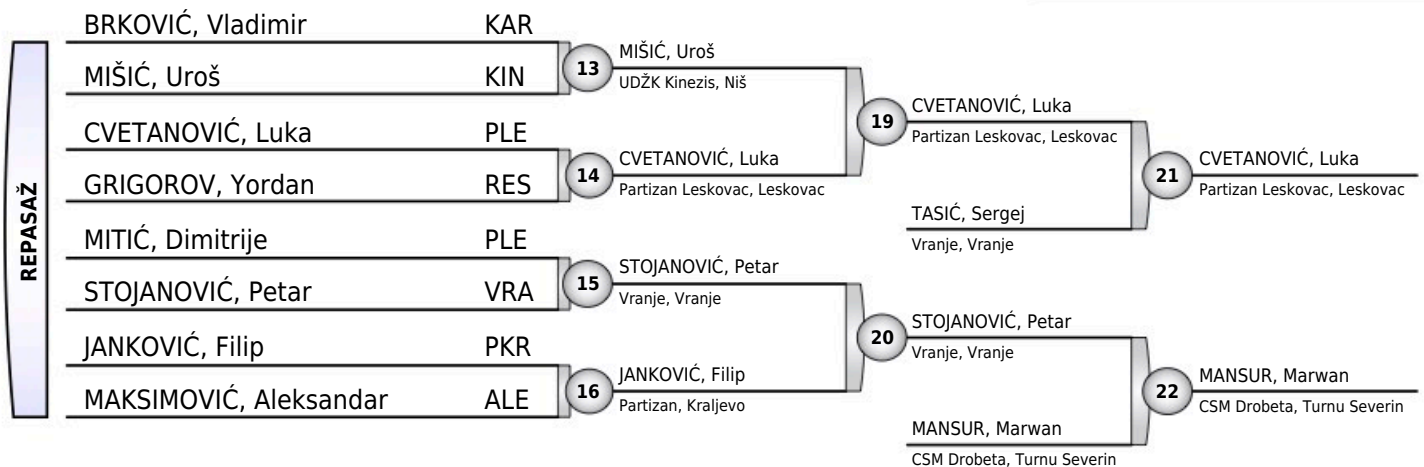 REPASAŽ
BRKOVIĆ, Vladimir KAR
MIŠIĆ, Uroš KIN
CVETANOVIĆ, Luka PLE
GRIGOROV, Yordan RES
MITIĆ, Dimitrije PLE
STOJANOVIĆ, Petar VRA
JANKOVIĆ, Filip PKR
MAKSIMOVIĆ, Aleksandar ALE
13
MIŠIĆ, Uroš
UDŽK Kinezis, Niš
14
CVETANOVIĆ, Luka
Partizan Leskovac, Leskovac
15
STOJANOVIĆ, Petar
Vranje, Vranje
16
JANKOVIĆ, Filip
Partizan, Kraljevo
19
CVETANOVIĆ, Luka
Partizan Leskovac, Leskovac
TASIĆ, Sergej
Vranje, Vranje
20
STOJANOVIĆ, Petar
Vranje, Vranje
MANSUR, Marwan
CSM Drobeta, Turnu Severin
21
CVETANOVIĆ, Luka
Partizan Leskovac, Leskovac
22
MANSUR, Marwan
CSM Drobeta, Turnu Severin